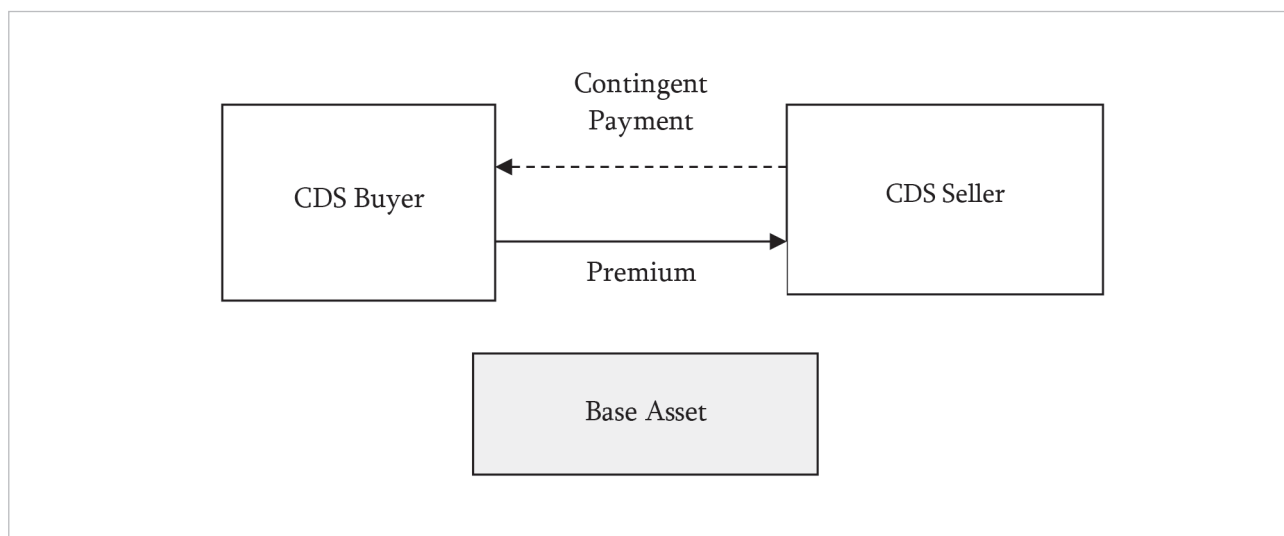 Contingent
Payment
CDS Buyer
CDS Seller
Premium
Base Asset